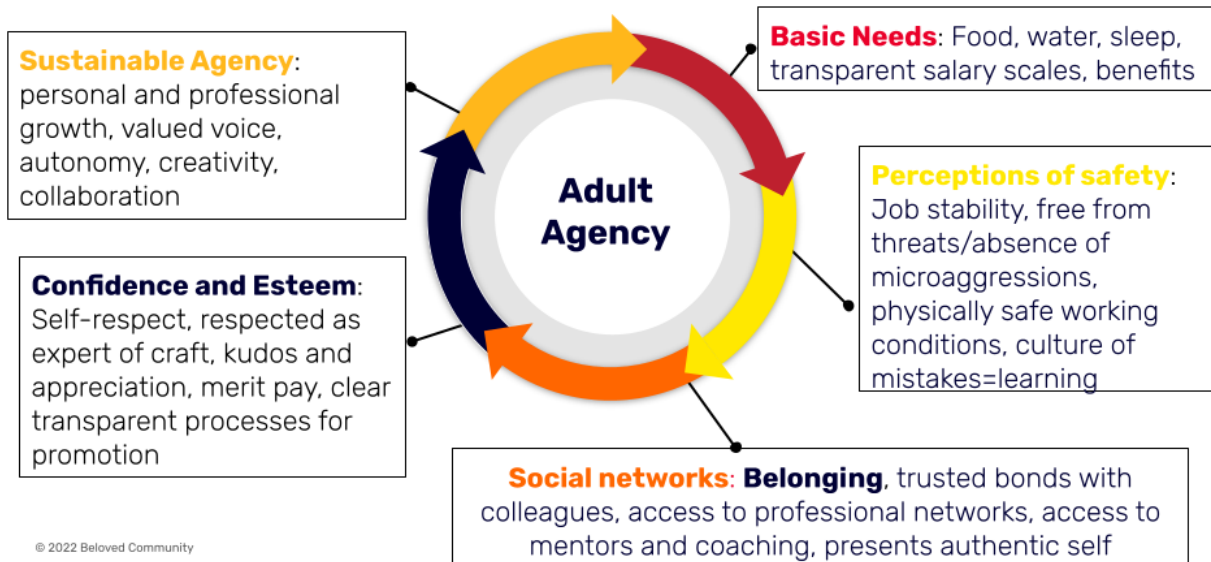 Sustainable Agency:
personal and professional
growth, valued voice,
autonomy, creativity,
collaboration
Basic Needs: Food, water, sleep,
transparent salary scales, benefits
Adult
Agency
Perceptions of safety:
Job stability, free from
threats/absence of
microaggressions,
physically safe working
conditions, culture of
mistakes=learning
Confidence and Esteem:
Self-respect, respected as
expert of craft, kudos and
appreciation, merit pay, clear
transparent processes for
promotion
Social networks: Belonging, trusted bonds with
colleagues, access to professional networks, access to
mentors and coaching, presents authentic self
© 2022 Beloved Community